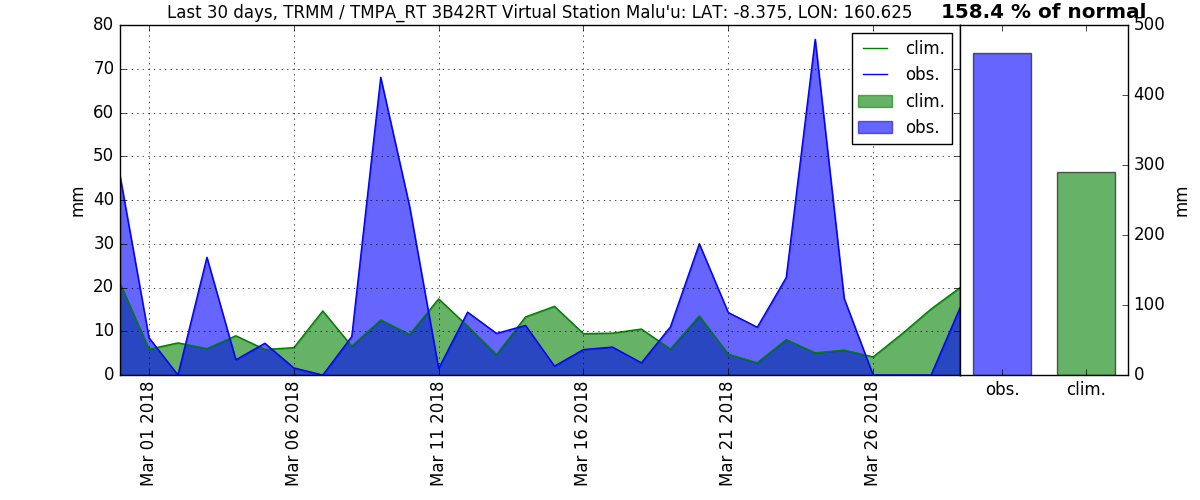 Last 30 days, TRMM / TMPA_RT 3B42RT Virtual Station Malu'u: LAT: -8.375, LON: 160.625
158.4 % of normal
80
70
60
50
40
30
20
10
0
mm
clim.
obs.
clim.
obs.
500
400
300
200
100
0
mm
obs.
clim.
Mar 01 2018
Mar 06 2018
Mar 11 2018
Mar 16 2018
Mar 21 2018
Mar 26 2018